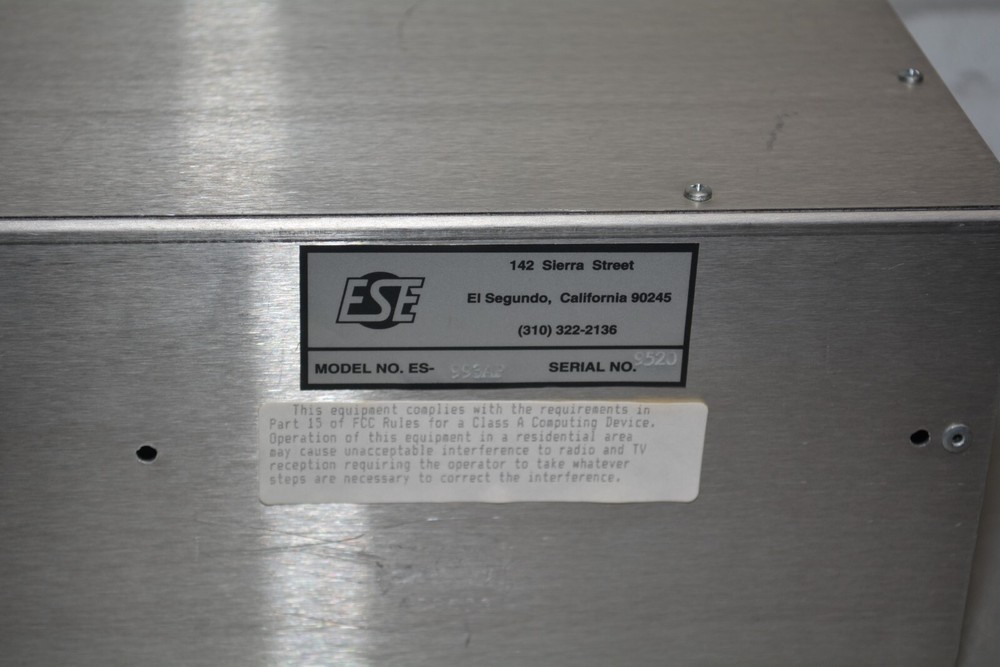 ESE
142 Sierra Street
El Segundo, California 90245
(310) 322-2136
MODEL NO. ES-
SERIAL NO. 9520
This equipment complies with the requirements in
Part 15 of FCC Rules for a Class A Computing Device.
Operation of this equipment in a residential area
may cause unacceptable interference to radio and TV
reception requiring the operator to take whatever
steps are necessary to correct the interference.